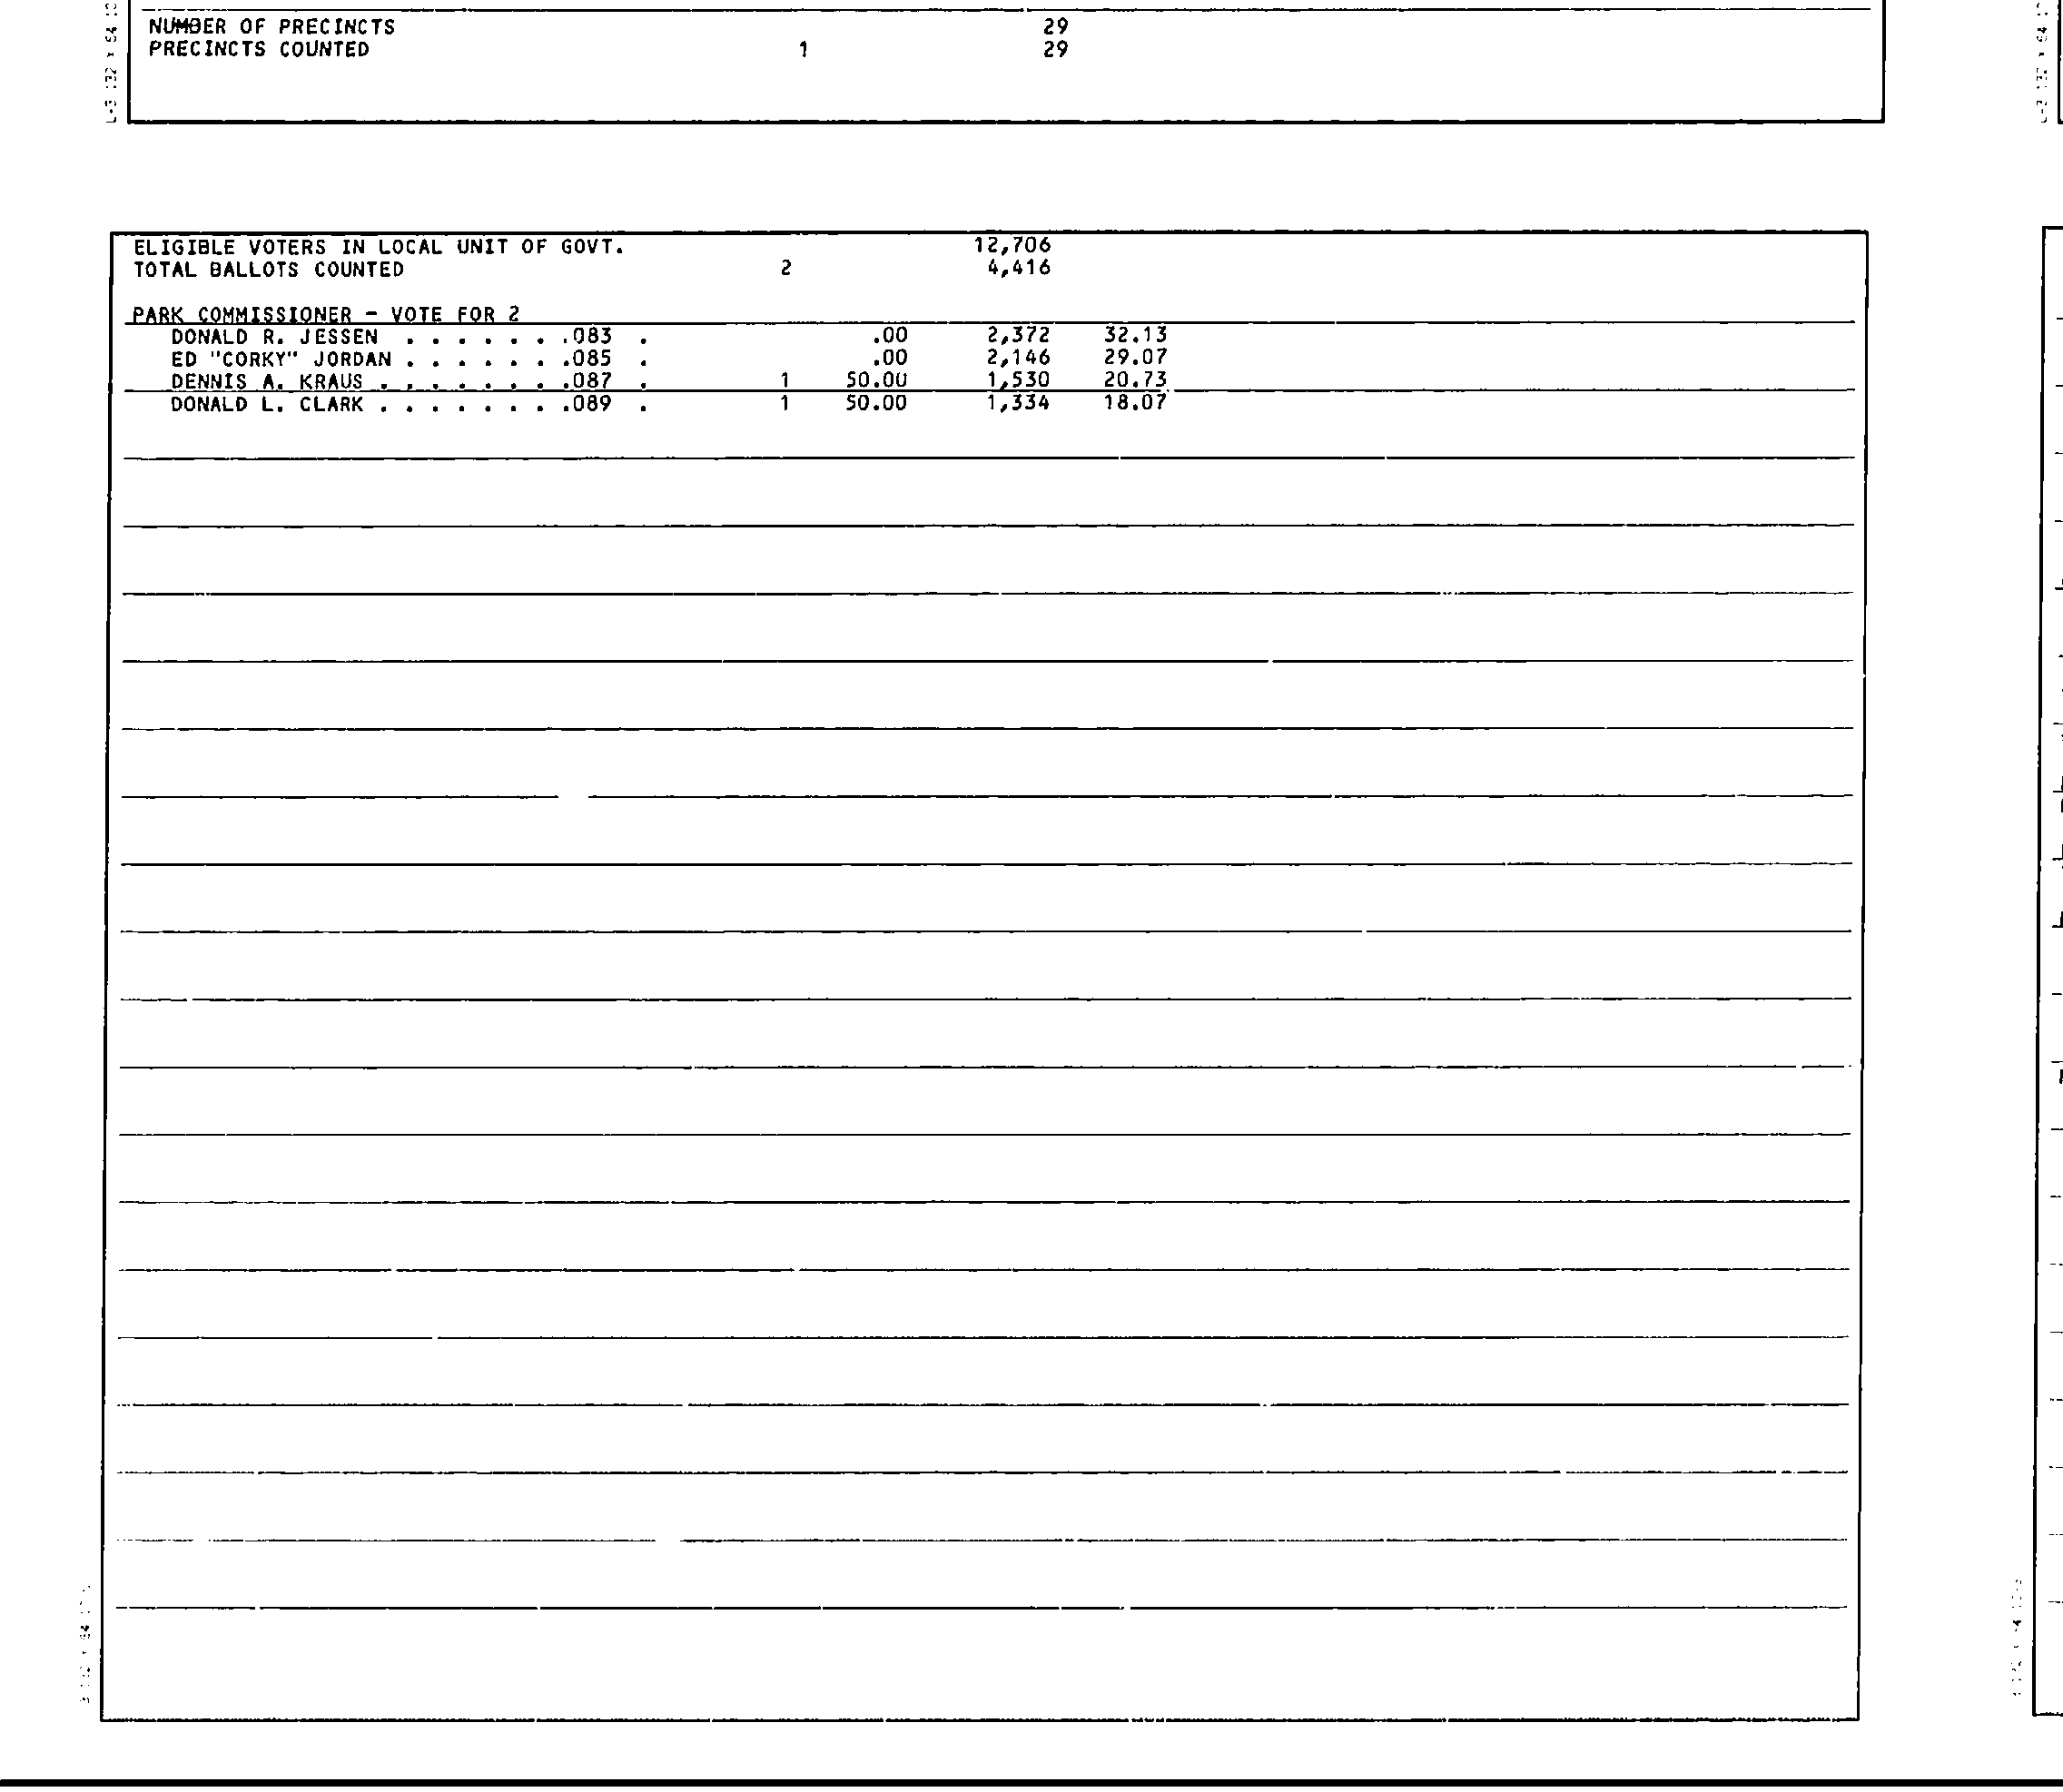 NUMBER OF PRECINCTS 29
PRECINCTS COUNTED 1 29
ELIGIBLE VOTERS IN LOCAL UNIT OF GOVT. 12,706
TOTAL BALLOTS COUNTED 2 4,416
PARK COMMISSIONER - VOTE FOR 2
DONALD R. JESSEN . . . . . . .083 . .00 2,372 32.13
ED "CORKY" JORDAN . . . . . . .085 . .00 2,146 29.07
DENNIS A. KRAUS . . . . . . . .087 . 1 50.00 1,530 20.73
DONALD L. CLARK . . . . . . . .089 . 1 50.00 1,334 18.07